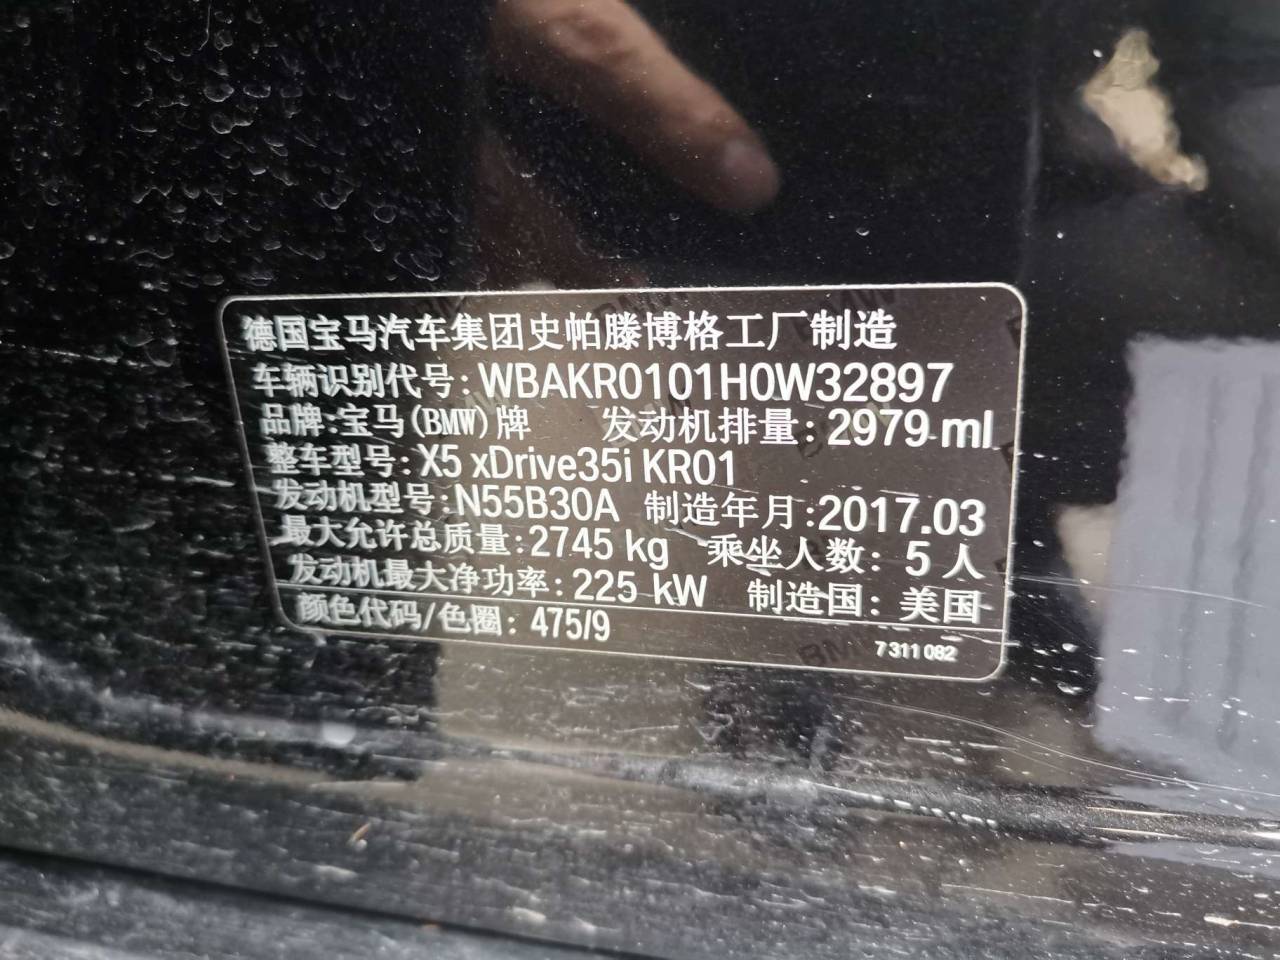 德国宝马汽车集团史帕滕博格工厂制造
车辆识别代号:WBAKR0101H0W32897
品牌:宝马(BMW)牌 发动机排量:2979 ml
整车型号:X5 xDrive35i KR01
发动机型号:N55B30A 制造年月:2017.03
最大允许总质量:2745 kg 乘坐人数:5人
发动机最大净功率:225 kW 制造国:美国
颜色代码/色圈:475/9
7311082